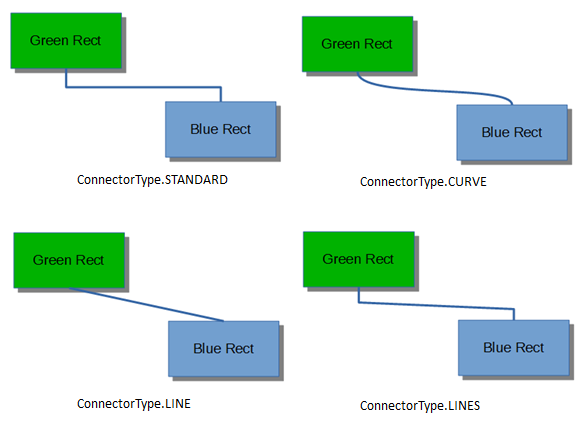 Green Rect
Green Rect
Blue Rect
Blue Rect
ConnectorType.STANDARD
ConnectorType.CURVE
Green Rect
Green Rect
Blue Rect
Blue Rect
ConnectorType.LINE
ConnectorType.LINES